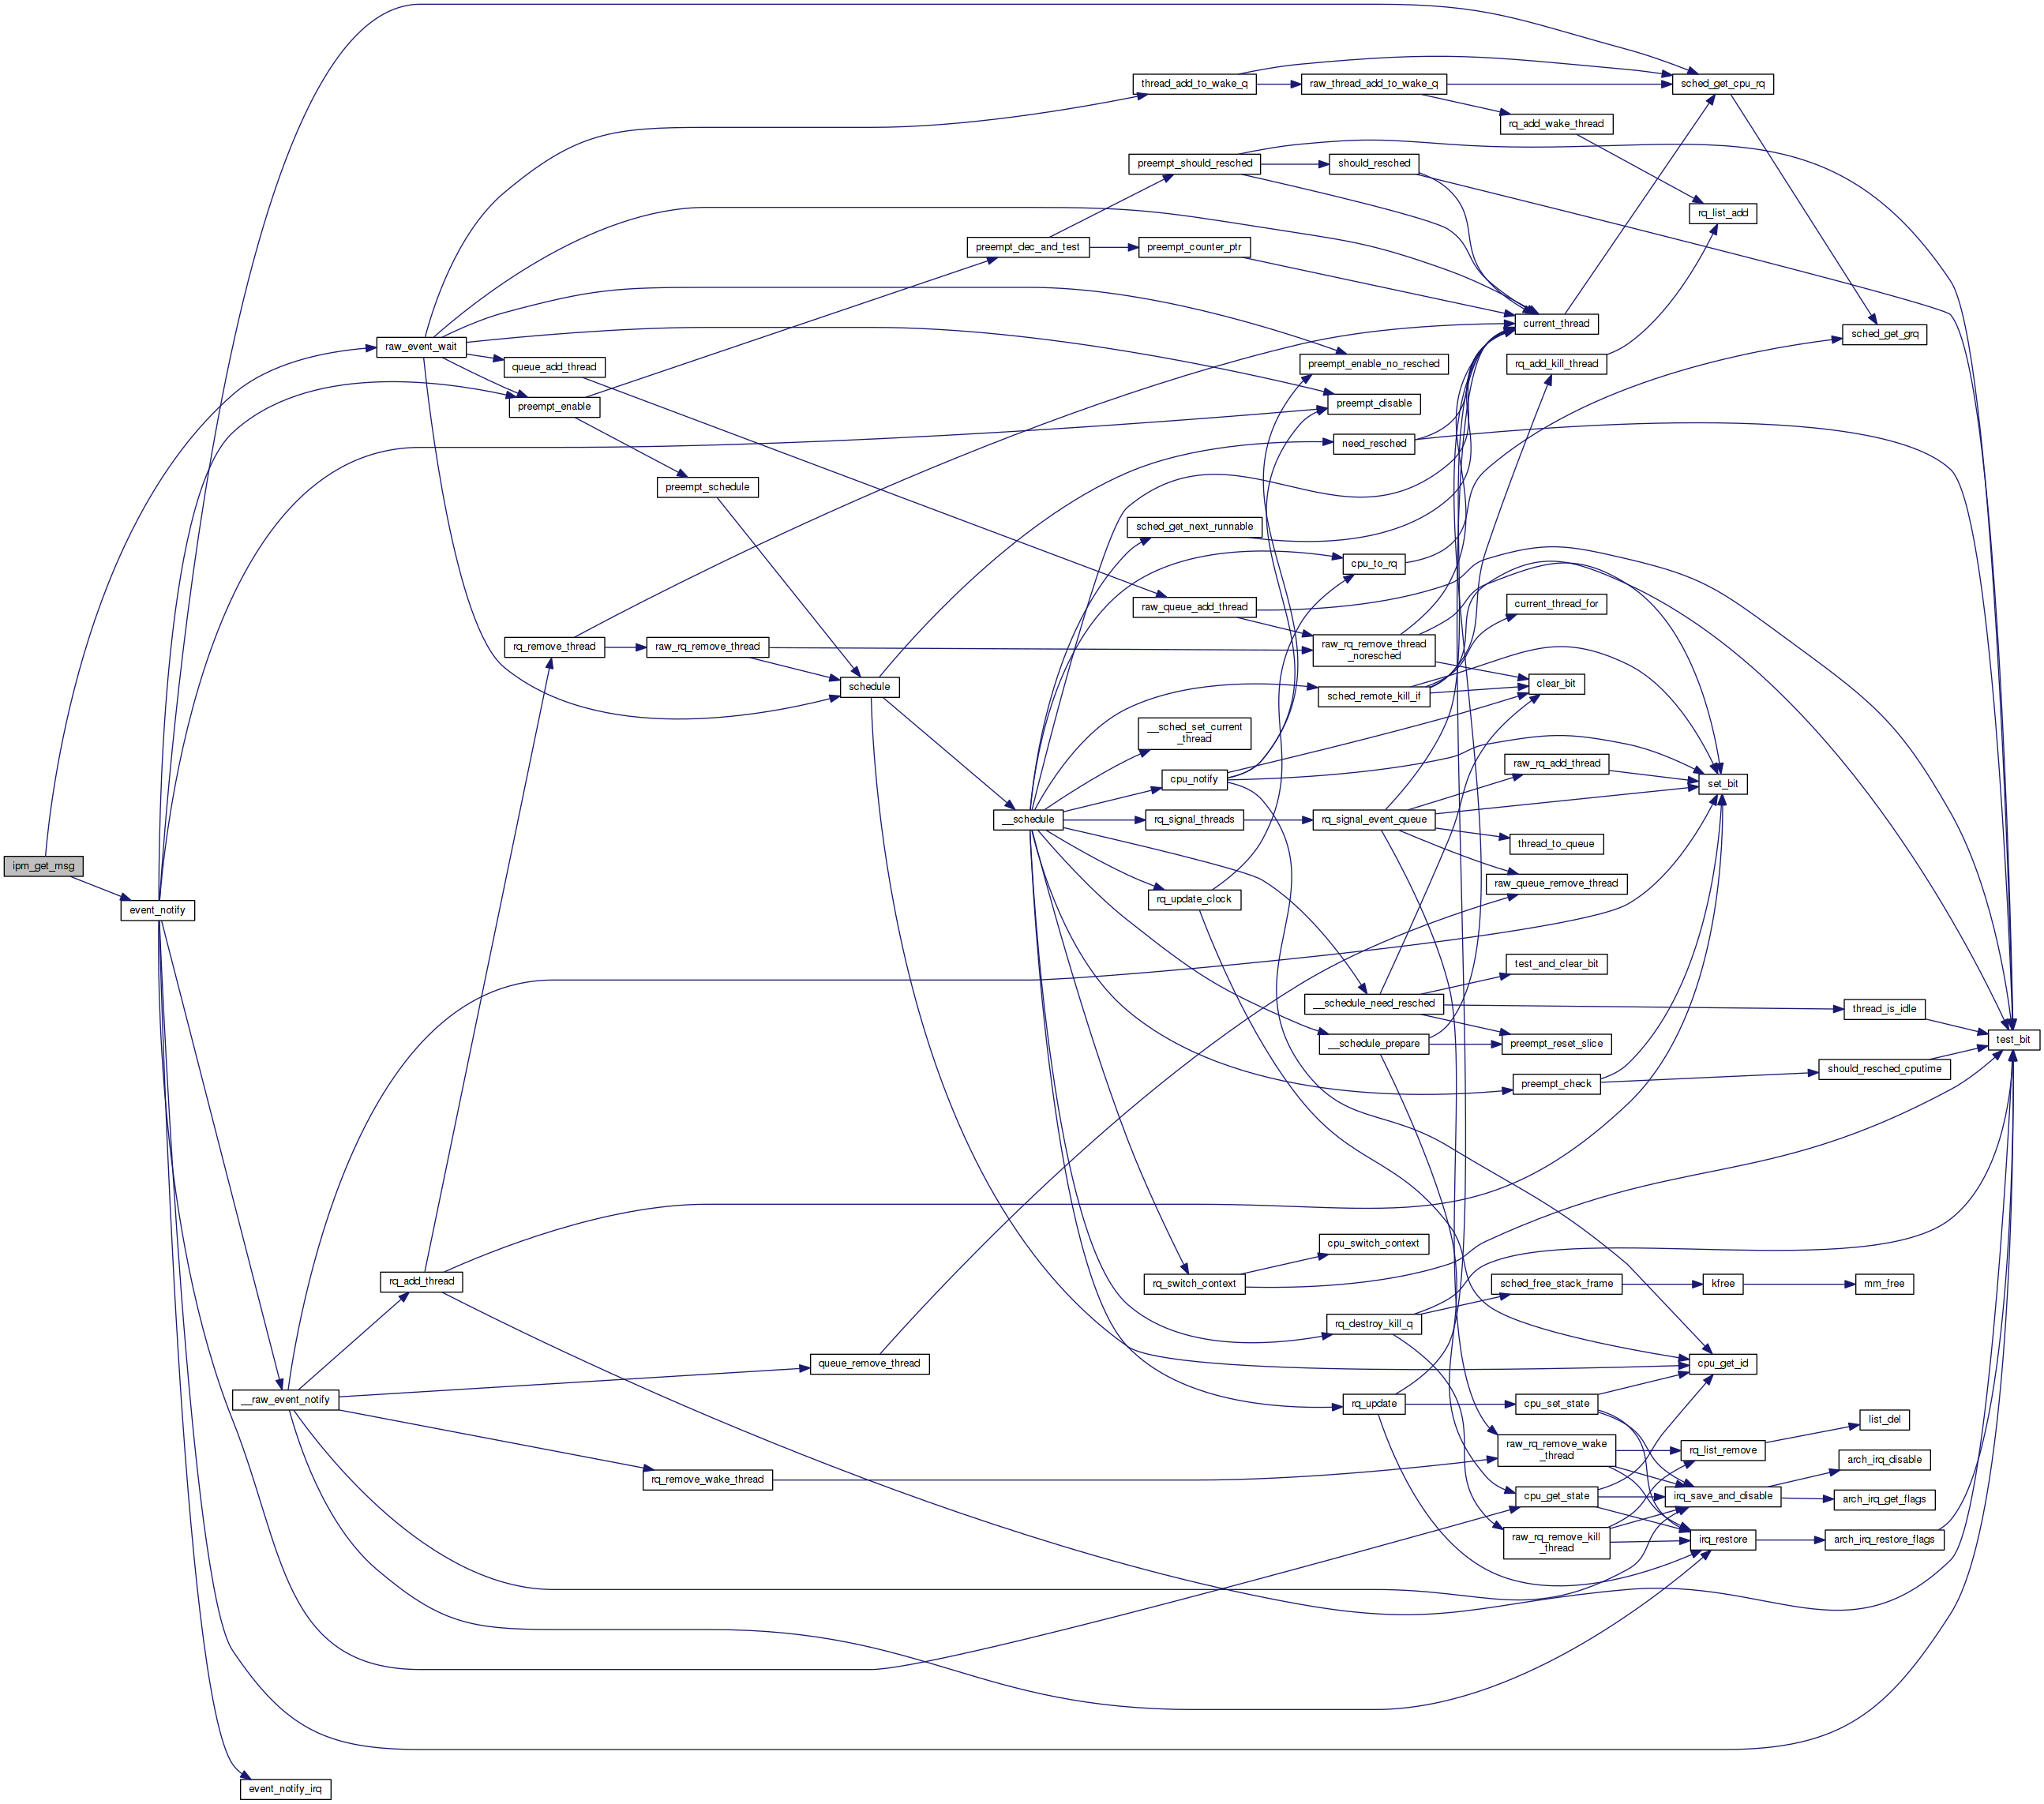 thread_add_to_wake_q
raw_thread_add_to_wake_q
sched_get_cpu_rq
rq_add_wake_thread
preempt_should_resched
should_resched
rq_list_add
preempt_dec_and_test
preempt_counter_ptr
current_thread
sched_get_grq
raw_event_wait
queue_add_thread
preempt_enable_no_resched
rq_add_kill_thread
preempt_enable
preempt_disable
need_resched
preempt_schedule
sched_get_next_runnable
cpu_to_rq
raw_queue_add_thread
current_thread_for
rq_remove_thread
raw_rq_remove_thread
raw_rq_remove_thread
_noresched
schedule
sched_remote_kill_if
clear_bit
__sched_set_current
_thread
cpu_notify
raw_rq_add_thread
set_bit
__schedule
rq_signal_threads
rq_signal_event_queue
thread_to_queue
ipm_get_msg
raw_queue_remove_thread
event_notify
rq_update_clock
test_and_clear_bit
__schedule_need_resched
thread_is_idle
__schedule_prepare
preempt_reset_slice
test_bit
preempt_check
should_resched_cputime
cpu_switch_context
rq_add_thread
rq_switch_context
sched_free_stack_frame
kfree
mm_free
rq_destroy_kill_q
queue_remove_thread
cpu_get_id
__raw_event_notify
rq_update
cpu_set_state
list_del
raw_rq_remove_wake
_thread
rq_list_remove
arch_irq_disable
rq_remove_wake_thread
cpu_get_state
irq_save_and_disable
arch_irq_get_flags
raw_rq_remove_kill
_thread
irq_restore
arch_irq_restore_flags
event_notify_irq